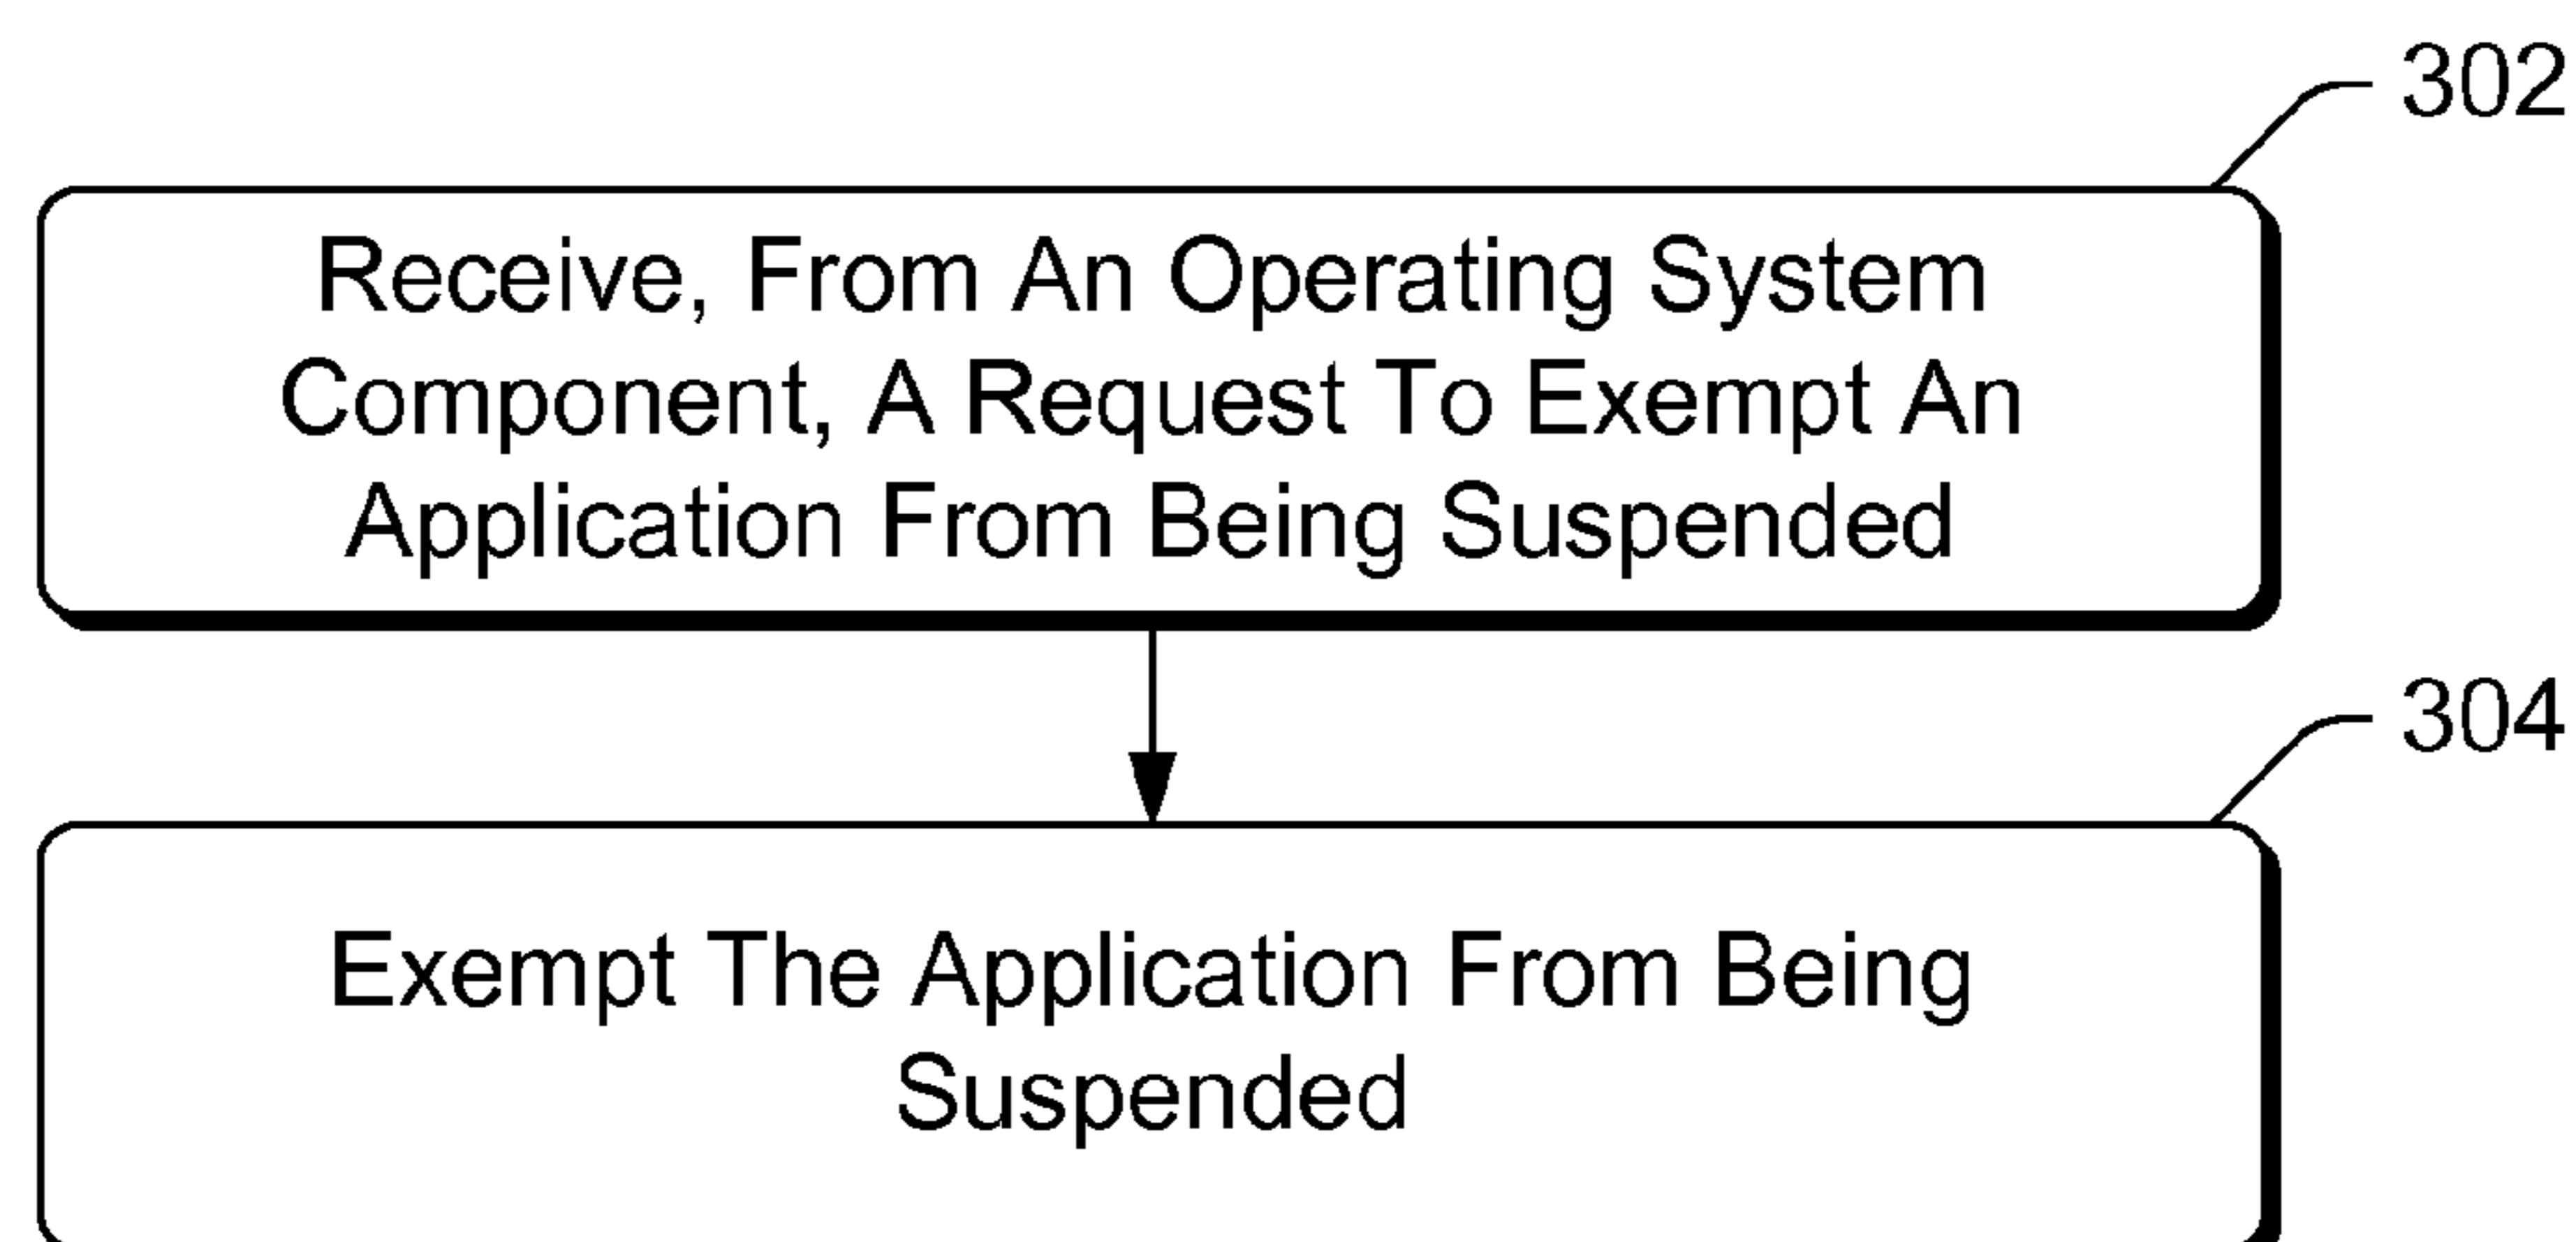 302
Receive, From An Operating System
Component, A Request To Exempt An
Application From Being Suspended
304
Exempt The Application From Being
Suspended